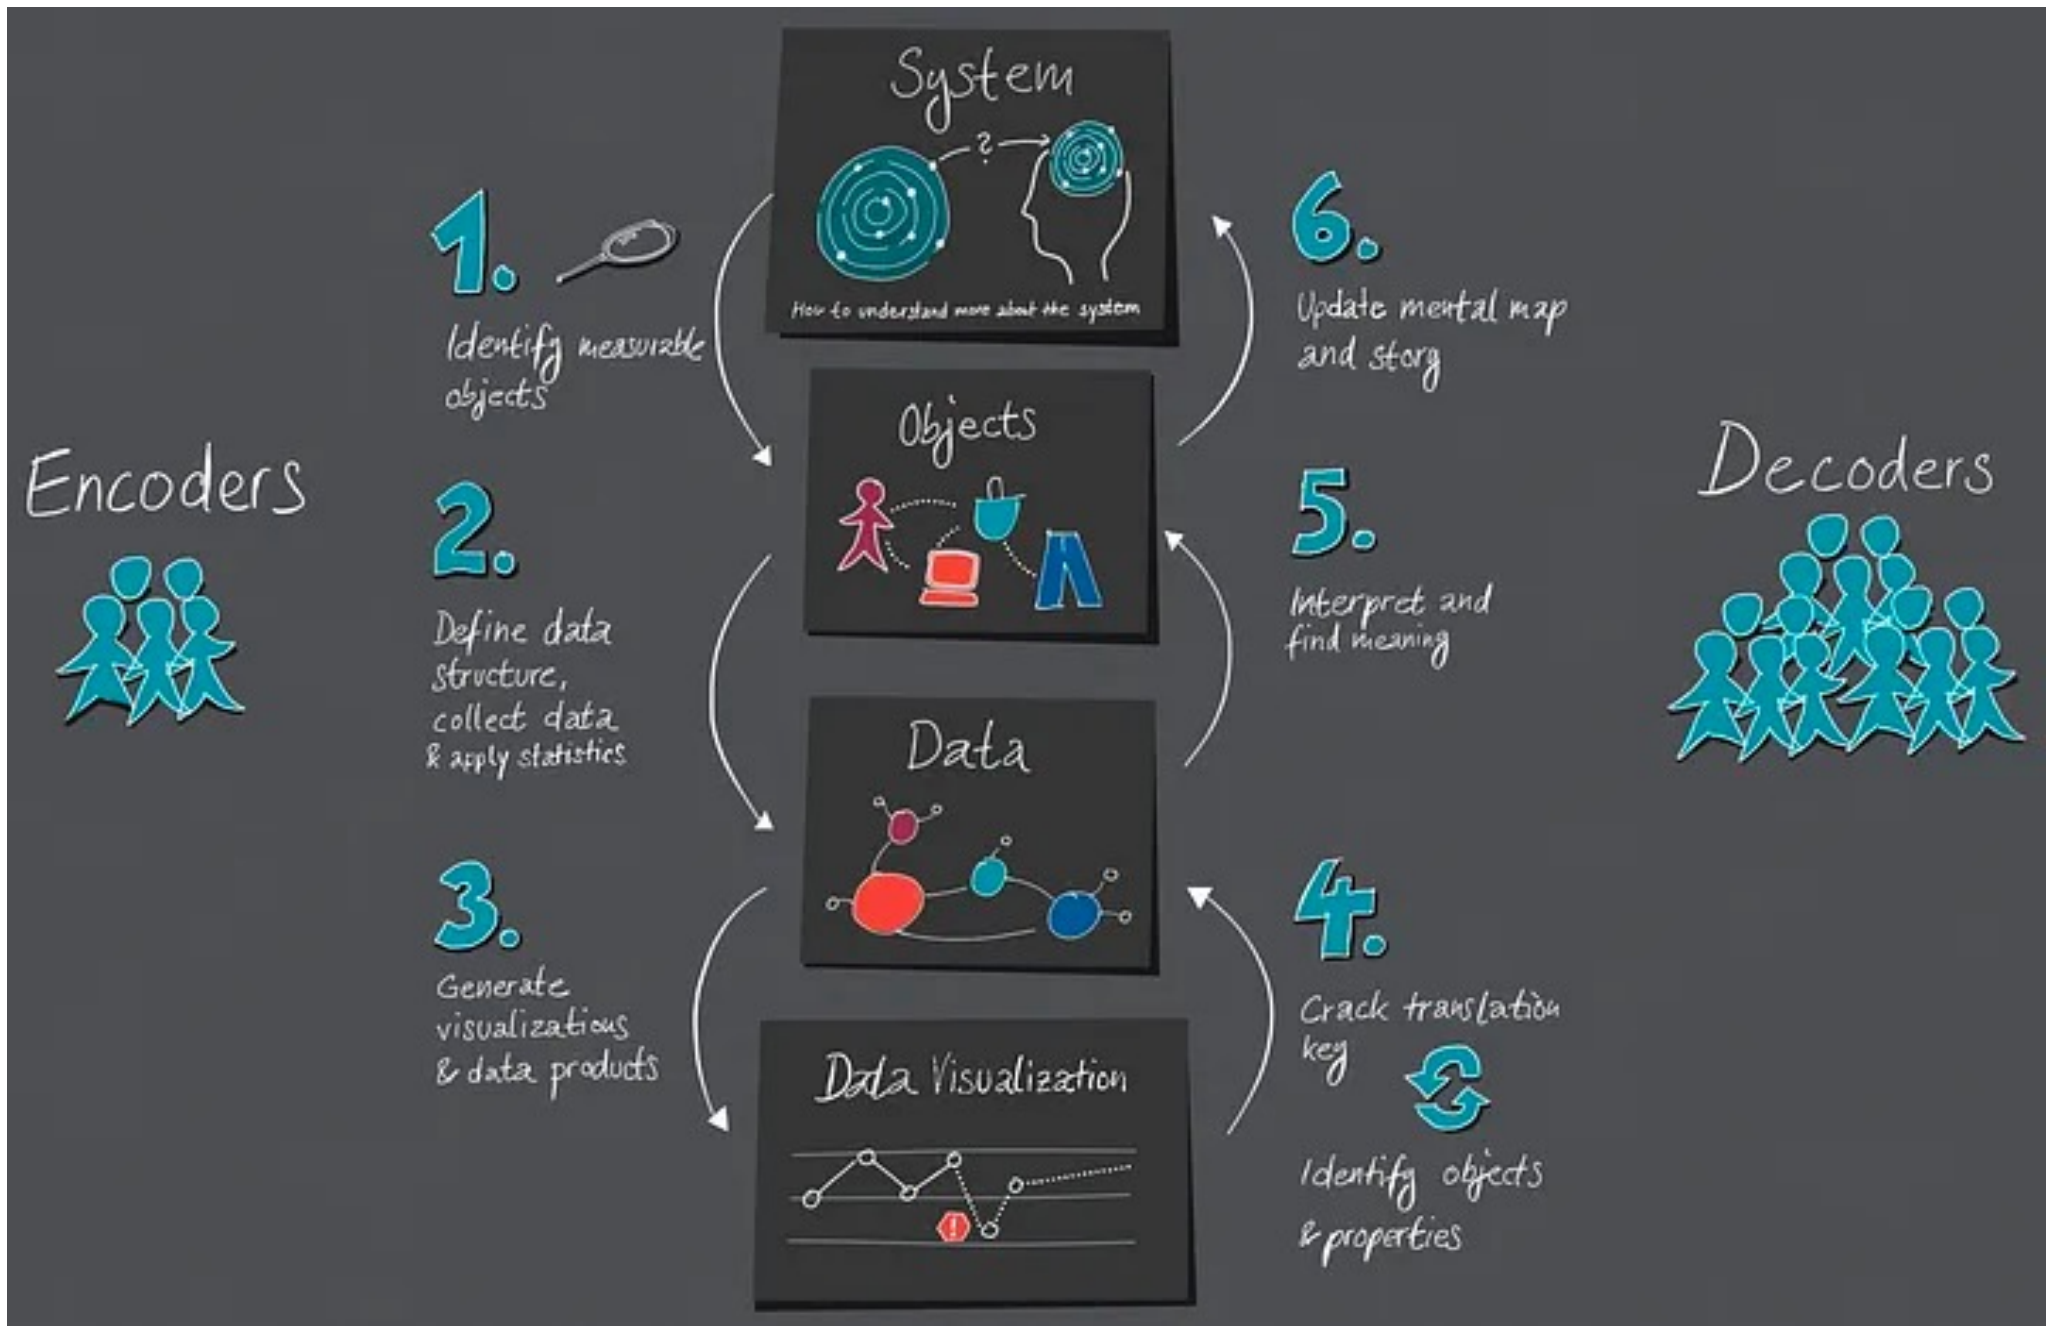 System
?
How to understand more about the system
1.
Identify measurable
objects
Encoders
2.
Define data
structure,
collect data
& apply statistics
3.
Generate
visualizations
& data products
Objects
Data
Data Visualization
!
6.
Update mental map
and story
Decoders
5.
Interpret and
find meaning
4.
Crack translation
key
Identify objects
& properties